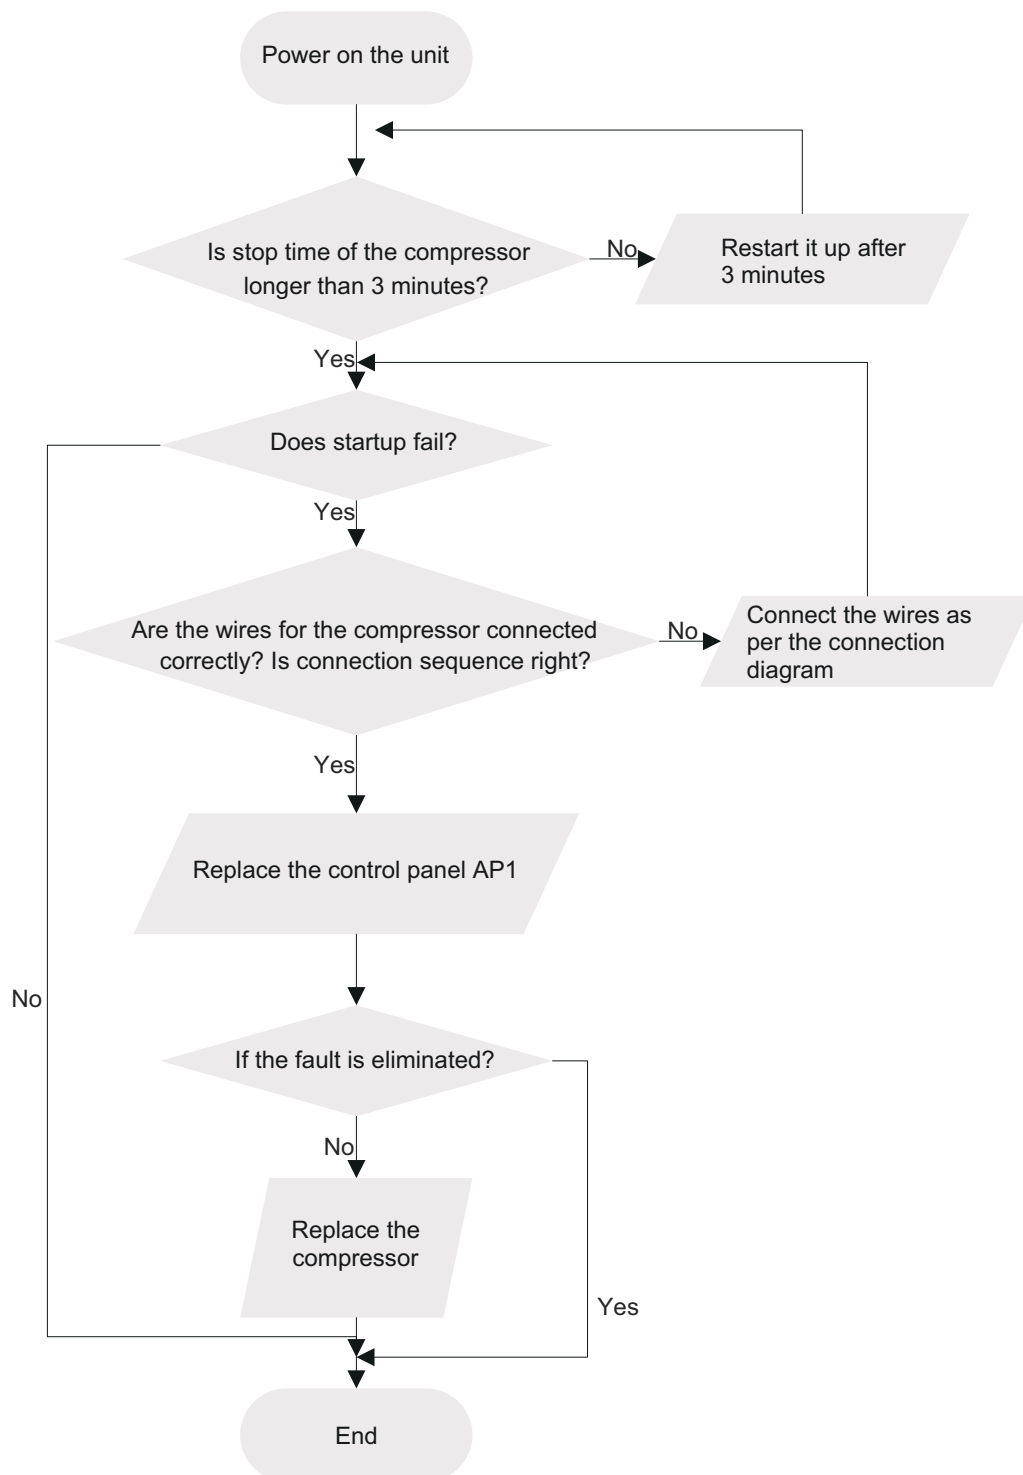 Power on the unit
Is stop time of the compressor
longer than 3 minutes?
No
Restart it up after
3 minutes
Yes
Does startup fail?
Yes
Are the wires for the compressor connected
correctly? Is connection sequence right?
No
Connect the wires as
per the connection
diagram
Yes
Replace the control panel AP1
No
If the fault is eliminated?
No
Replace the
compressor
Yes
End